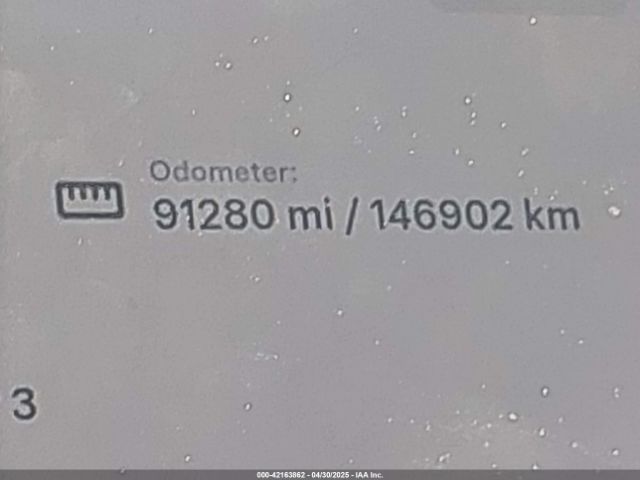 Odometer:
91280 mi / 146902 km
3
000-42163862 - 04/30/2025 - IAA Inc.